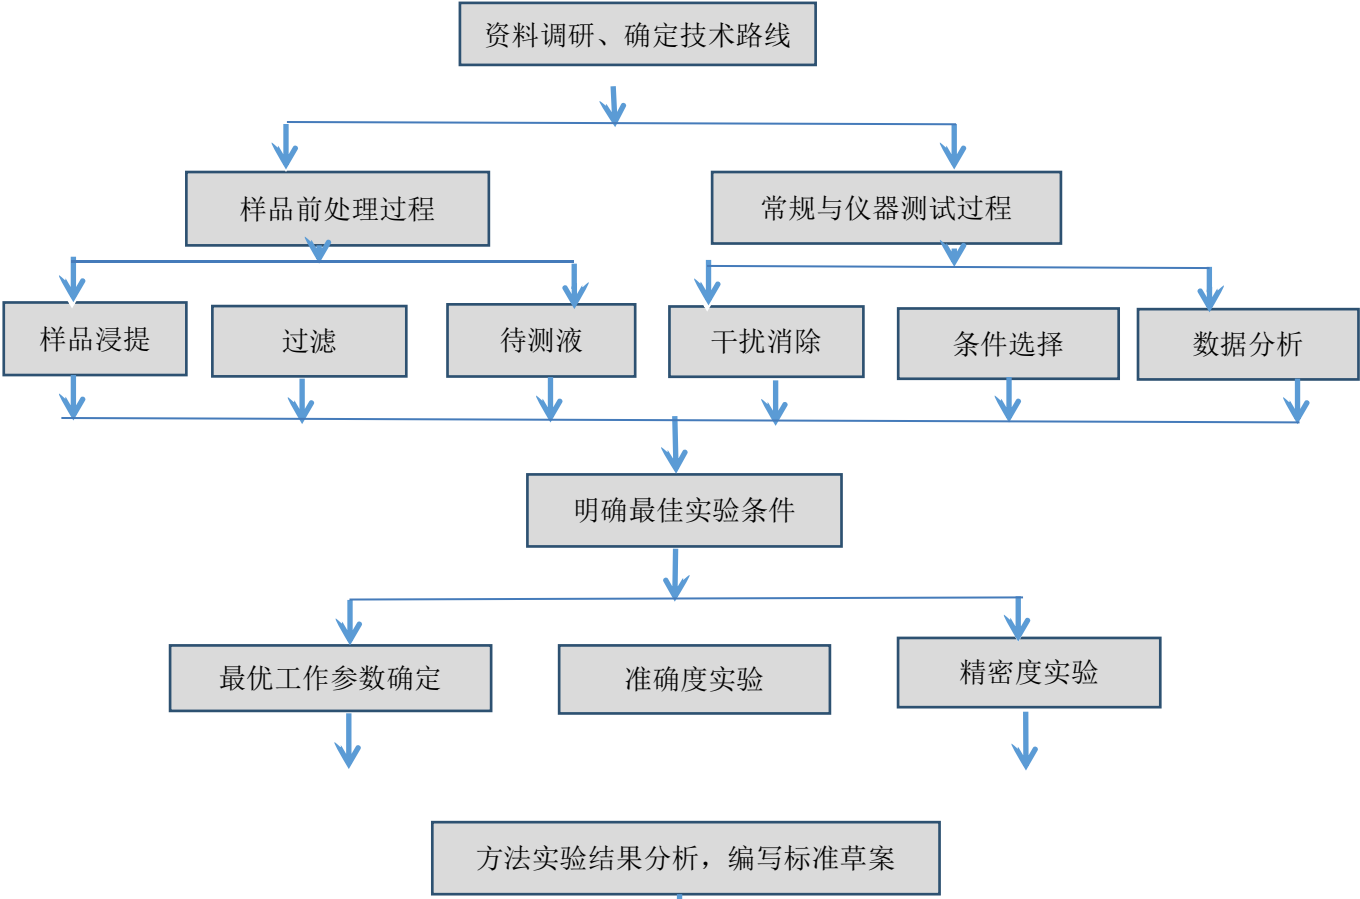 资料调研、确定技术路线
样品前处理过程
常规与仪器测试过程
样品浸提
过滤
待测液
干扰消除
条件选择
数据分析
明确最佳实验条件
最优工作参数确定
准确度实验
精密度实验
方法实验结果分析，编写标准草案